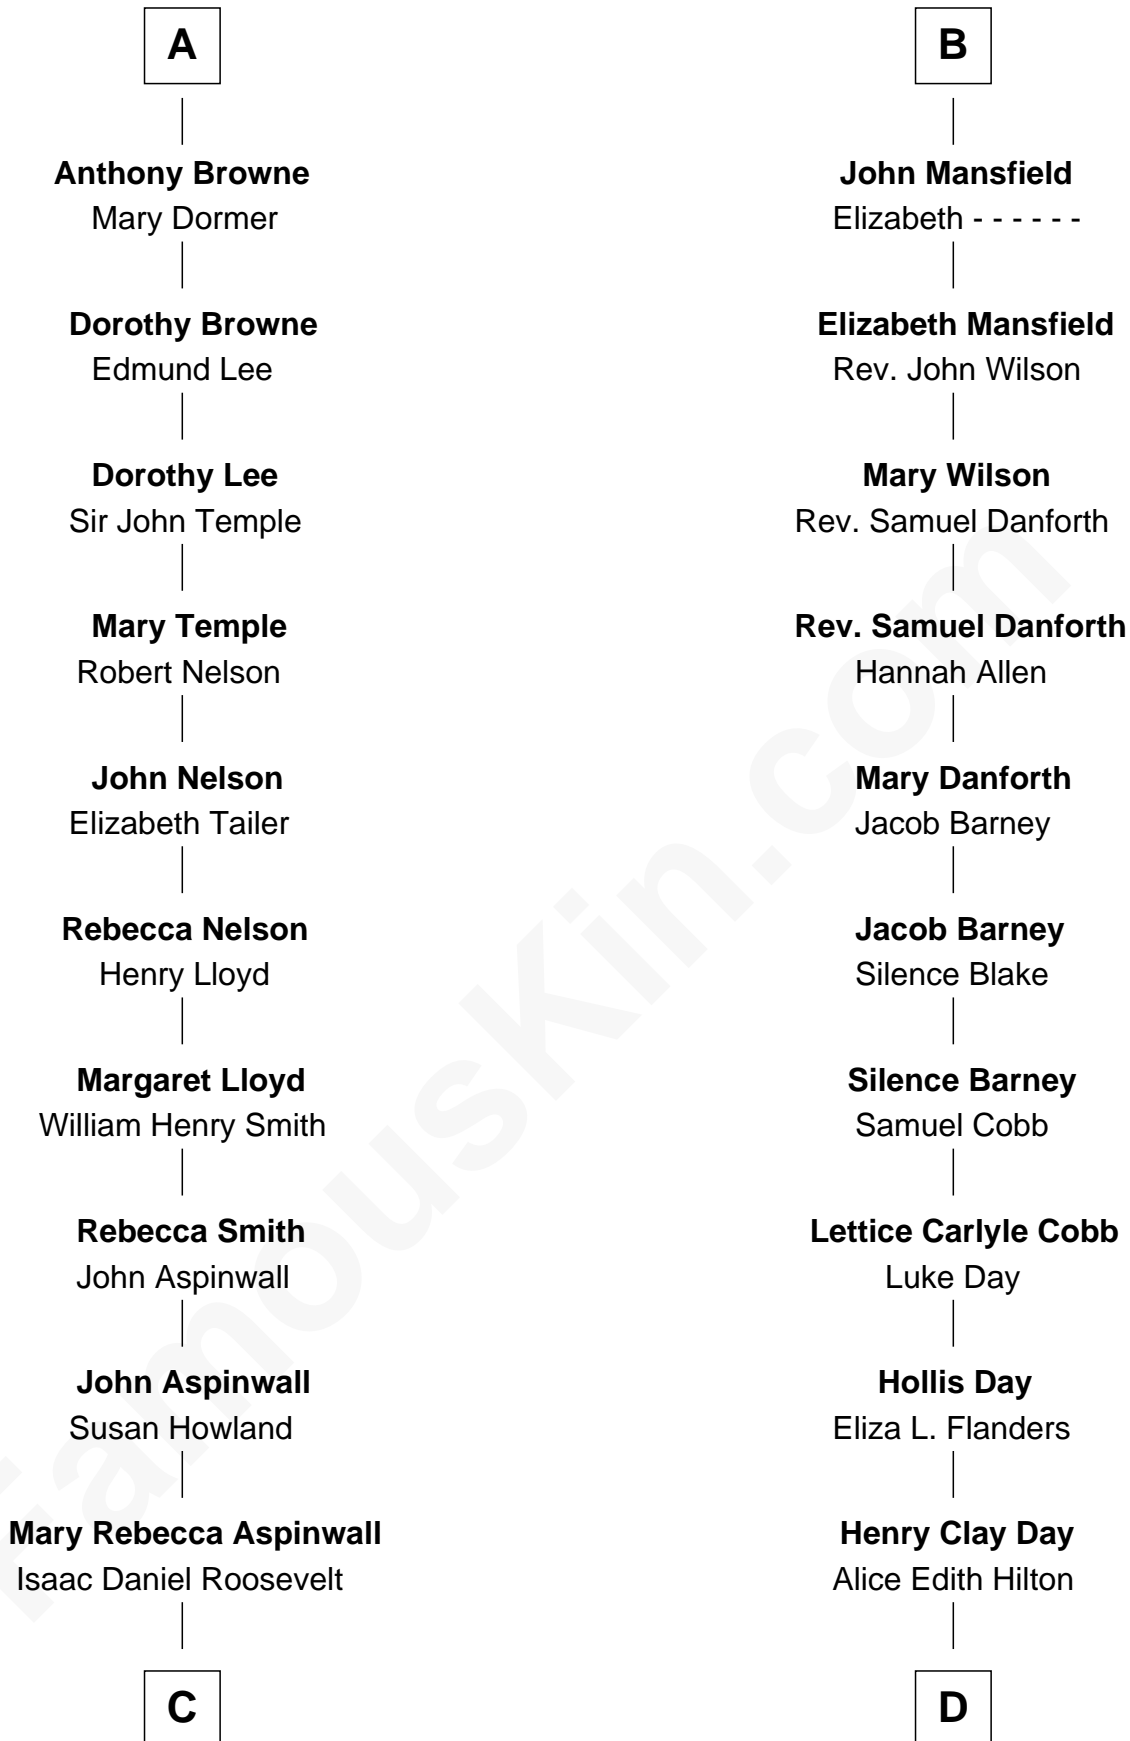 A
Anthony Browne
Mary Dormer
Dorothy Browne
Edmund Lee
Dorothy Lee
Sir John Temple
Mary Temple
Robert Nelson
John Nelson
Elizabeth Tailer
Rebecca Nelson
Henry Lloyd
Margaret Lloyd
William Henry Smith
Rebecca Smith
John Aspinwall
John Aspinwall
Susan Howland
Mary Rebecca Aspinwall
Isaac Daniel Roosevelt
C
B
John Mansfield
Elizabeth - - - - - -
Elizabeth Mansfield
Rev. John Wilson
Mary Wilson
Rev. Samuel Danforth
Rev. Samuel Danforth
Hannah Allen
Mary Danforth
Jacob Barney
Jacob Barney
Silence Blake
Silence Barney
Samuel Cobb
Lettice Carlyle Cobb
Luke Day
Hollis Day
Eliza L. Flanders
Henry Clay Day
Alice Edith Hilton
D
FamousKin.com